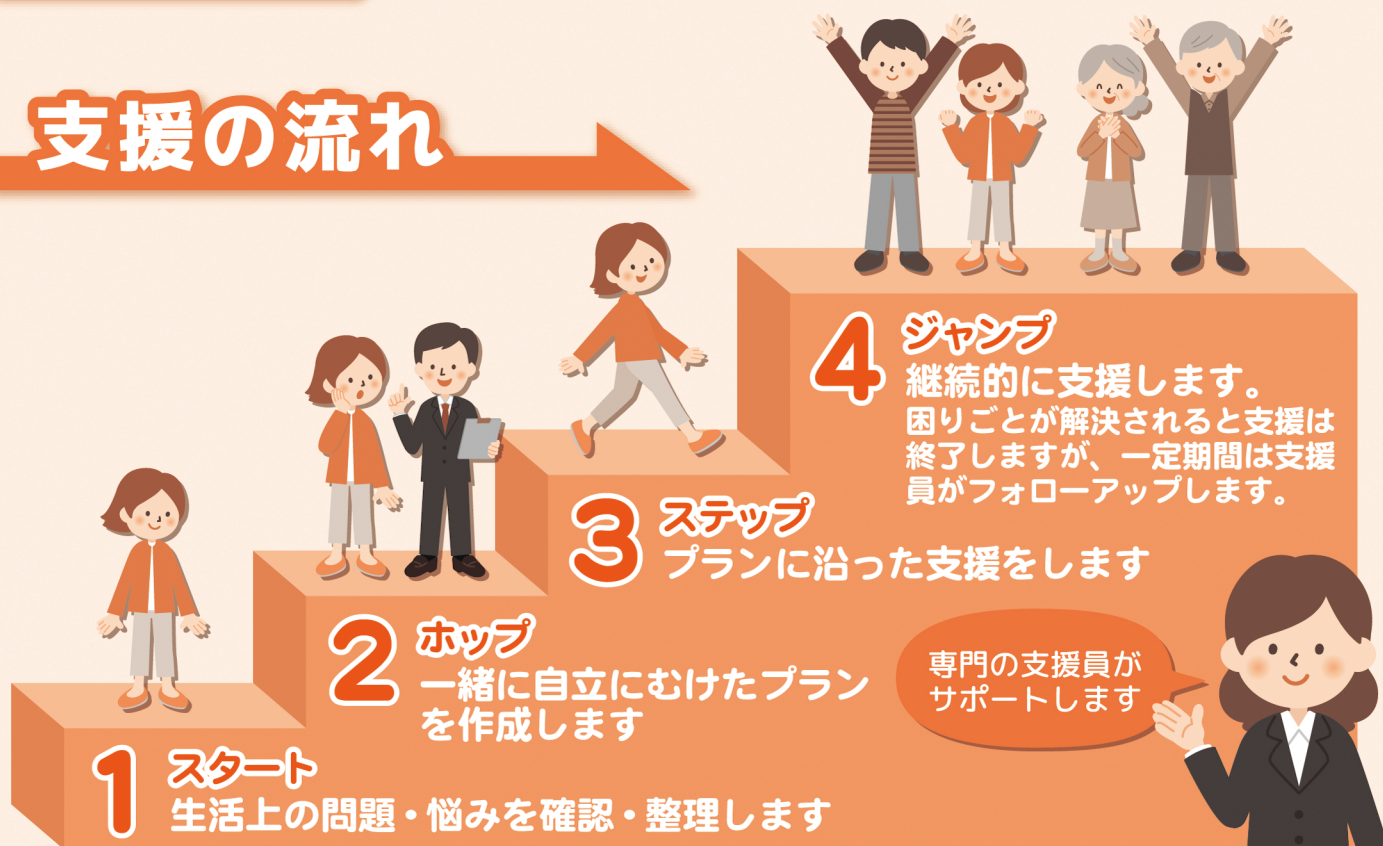 支援の流れ
1 スタート
生活上の問題・悩みを確認・整理します
2 ホップ
一緒に自立にむけたプラン
を作成します
3 ステップ
プランに沿った支援をします
4 ジャンプ
継続的に支援します。
困りごとが解決されると支援は
終了しますが、一定期間は支援
員がフォローアップします。
専門の支援員が
サポートします